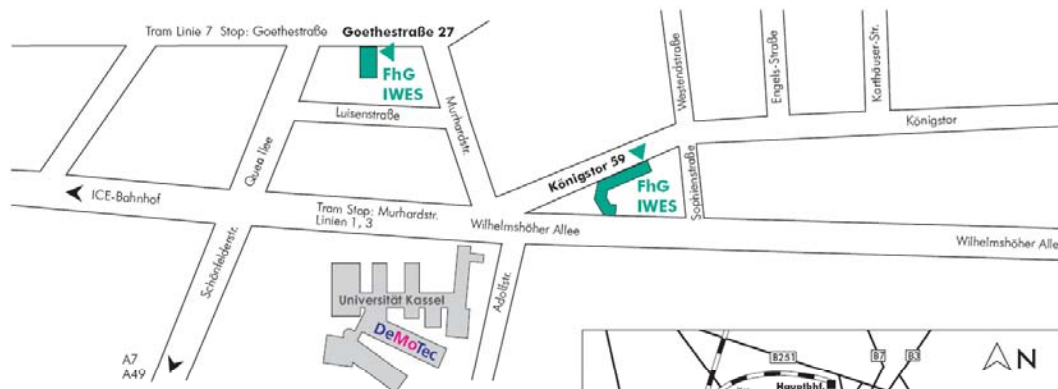 Tram Linie 7 Stop: Goethestraße
Goethestraße 27
FhG
IWES
Luisenstraße
Murhardstr.
Quea llee
ICE-Bahnhof
Tram Stop: Murhardstr.
Linien 1, 3
Wilhelmshöher Allee
Schönfelderstr.
Universität Kassel
DeMoTec
Adolfstr.
A7
A49
Königstor 59
FhG
IWES
Sophienstraße
Westendstraße
Engels-Straße
Karthäuser-Str.
Königstor
Wilhelmshöher Alle
B251
B7
B3
N
Hauptbhf.